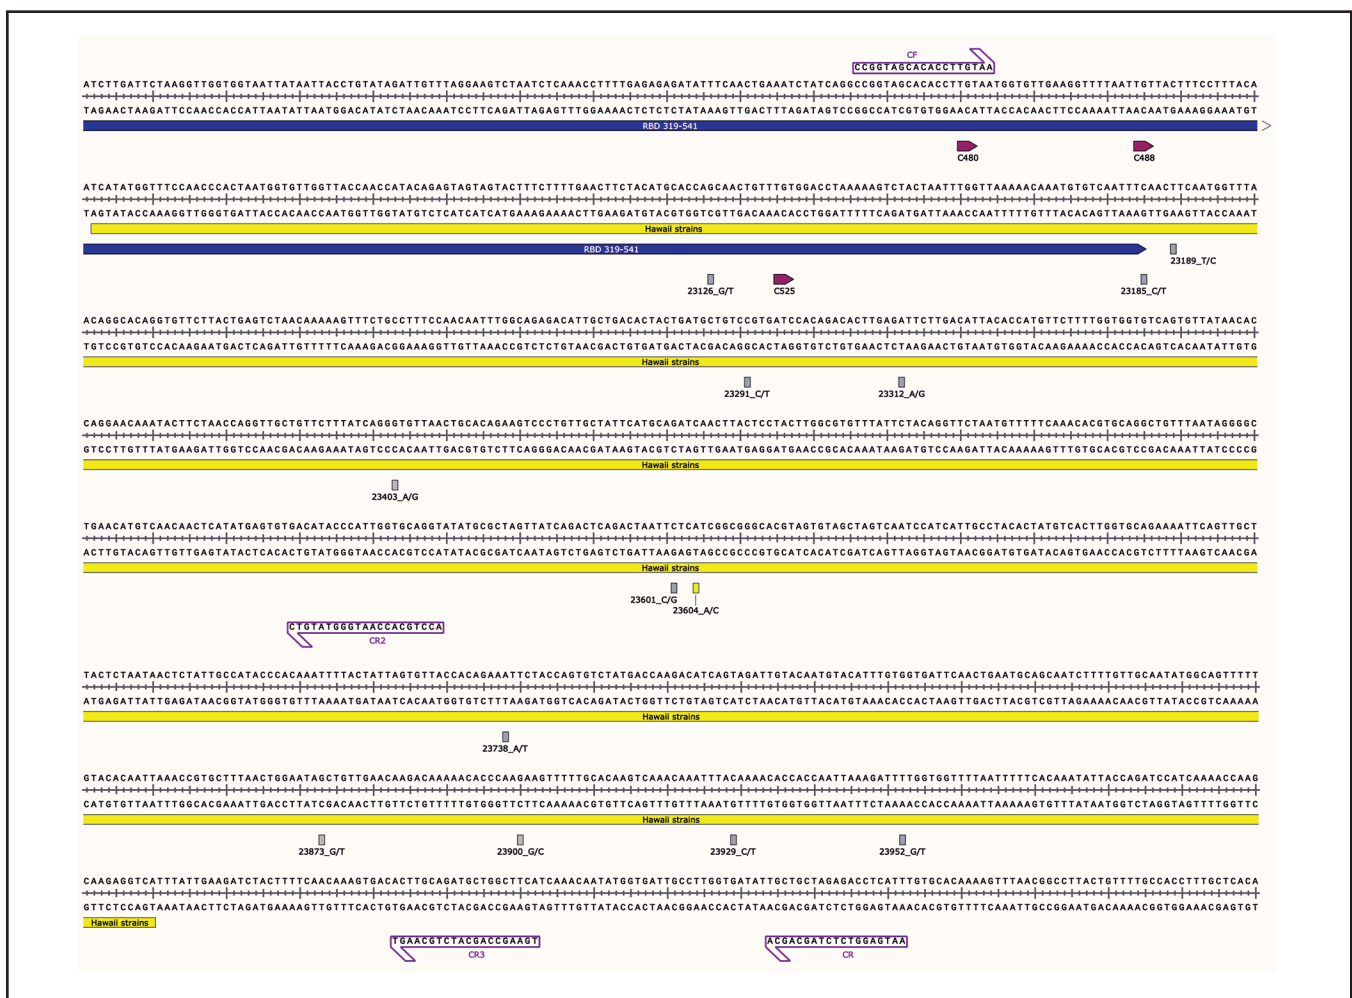 CF
CCGGTAGCACACCTTGTAA
ATCTTGATTCTAAGGTTGGTGGTAATTATAATTACCTGTATAGATTGTTTAGGAAGTCTAATCTCAAACCTTTTGAGAGAGATATTTCAACTGAAATCTATCAGGCCGGTAGCACACCTTGTAATGGTGTTGAAGGTTTTAATTGTTACTTTCCTTTACA
TAGAACTAAGATTCCAACCACCATTAATATTAATGGACATATCTAACAAATCCTTCAGATTAGAGTTTGGAAAACTCTCTCTATAAAGTTGACTTTAGATAGTCCGGCCATCGTGTGGAACATTACCACAACTTCCAAAATTAACAATGAAAGGAAATGT
RBD 319-541
C480
C488
ATCATATGGTTTCCAACCCACTAATGGTGTTGGTTACCAACCATACAGAGTAGTAGTACTTTCTTTTGAACTTCTACATGCACCAGCAACTGTTTGTGGACCTAAAAAGTCTACTAATTTGGTTAAAAACAAATGTGTCAATTTCAACTTCAATGGTTTA
TAGTATACCAAAGGTTGGGTGATTACCACAACCAATGGTTGGTATGTCTCATCATCATGAAAGAAAACTTGAAGATGTACGTGGTCGTTGACAAACACCTGGATTTTTCAGATGATTAAACCAATTTTTGTTTACACAGTTAAAGTTGAAGTTACCAAAT
Hawaii strains
RBD 319-541
23189_T/C
23126_G/T
C525
23185_C/T
ACAGGCACAGGTGTTCTTACTGAGTCTAACAAAAAGTTTCTGCCTTTCCAACAATTTGGCAGAGACATTGCTGACACTACTGATGCTGTCCGTGATCCACAGACACTTGAGATTCTTGACATTACACCATGTTCTTTTGGTGGTGTCAGTGTTATAACAC
TGTCCGTGTCCACAAGAATGACTCAGATTGTTTTTCAAAGACGGAAAGGTTGTTAAACCGTCTCTGTAACGACTGTGATGACTACGACAGGCACTAGGTGTCTGTGAACTCTAAGAACTGTAATGTGGTACAAGAAAACCACCACAGTCACAATATTGTG
Hawaii strains
23291_C/T
23312_A/G
CAGGAACAAATACTTCTAACCAGGTTGCTGTTCTTTATCAGGGTGTTAACTGCACAGAAGTCCCTGTTGCTATTCATGCAGATCAACTTACTCCTACTTGGCGTGTTTATTCTACAGGTTCTAATGTTTTTCAAACACGTGCAGGCTGTTTAATAGGGGC
GTCCTTGTTTATGAAGATTGGTCCAACGACAAGAAATAGTCCCACAATTGACGTGTCTTCAGGGACAACGATAAGTACGTCTAGTTGAATGAGGATGAACCGCACAAATAAGATGTCCAAGATTACAAAAAGTTTGTGCACGTCCGACAAATTATCCCCG
Hawaii strains
23403_A/G
TGAACATGTCAACAACTCATATGAGTGTGACATACCCATTGGTGCAGGTATATGCGCTAGTTATCAGACTCAGACTAATTCTCATCGGCGGGCACGTAGTGTAGCTAGTCAATCCATCATTGCCTACACTATGTCACTTGGTGCAGAAAATTCAGTTGCT
ACTTGTACAGTTGTTGAGTATACTCACACTGTATGGGTAACCACGTCCATATACGCGATCAATAGTCTGAGTCTGATTAAGAGTAGCCGCCCGTGCATCACATCGATCAGTTAGGTAGTAACGGATGTGATACAGTGAACCACGTCTTTTAAGTCAACGA
Hawaii strains
23601_C/G
23604_A/C
CTGTATGGGTAACCACGTCCA
CR2
TACTCTAATAACTCTATTGCCATACCCACAAATTTTACTATTAGTGTTACCACAGAAATTCTACCAGTGTCTATGACCAAGACATCAGTAGATTGTACAATGTACATTTGTGGTGATTCAACTGAATGCAGCAATCTTTTGTTGCAATATGGCAGTTTTT
ATGAGATTATTGAGATAACGGTATGGGTGTTTAAAATGATAATCACAATGGTGTCTTTAAGATGGTCACAGATACTGGTTCTGTAGTCATCTAACATGTTACATGTAAACACCACTAAGTTGACTTACGTCGTTAGAAAACAACGTTATACCGTCAAAAA
Hawaii strains
23738_A/T
GTACACAATTAAACCGTGCTTTAACTGGAATAGCTGTTGAACAAGACAAAAACACCCAAGAAGTTTTTGCACAAGTCAAACAAATTTACAAAACACCACCAATTAAAGATTTTGGTGGTTTTAATTTTTCACAAATATTACCAGATCCATCAAAACCAAG
CATGTGTTAATTTGGCACGAAATTGACCTTATCGACAACTTGTTCTGTTTTTGTGGGTTCTTCAAAAACGTGTTCAGTTTGTTTAAATGTTTTGTGGTGGTTAATTTCTAAAACCACCAAAATTAAAAAGTGTTTATAATGGTCTAGGTAGTTTTGGTTC
Hawaii strains
23873_G/T
23900_G/C
23929_C/T
23952_G/T
CAAGAGGTCATTTATTGAAGATCTACTTTTCAACAAAGTGACACTTGCAGATGCTGGCTTCATCAAACAATATGGTGATTGCCTTGGTGATATTGCTGCTAGAGACCTCATTTGTGCACAAAAGTTTAACGGCCTTACTGTTTTGCCACCTTTGCTCACA
GTTCTCCAGTAAATAACTTCTAGATGAAAAGTTGTTTCACTGTGAACGTCTACGACCGAAGTAGTTTGTTATACCACTAACGGAACCACTATAACGACGATCTCTGGAGTAAACACGTGTTTTCAAATTGCCGGAATGACAAAACGGTGGAAACGAGTGT
Hawaii strains
TGAACGTCTACGACCGAAGT
CR3
ACGACGATCTCTGGAGTAA
CR